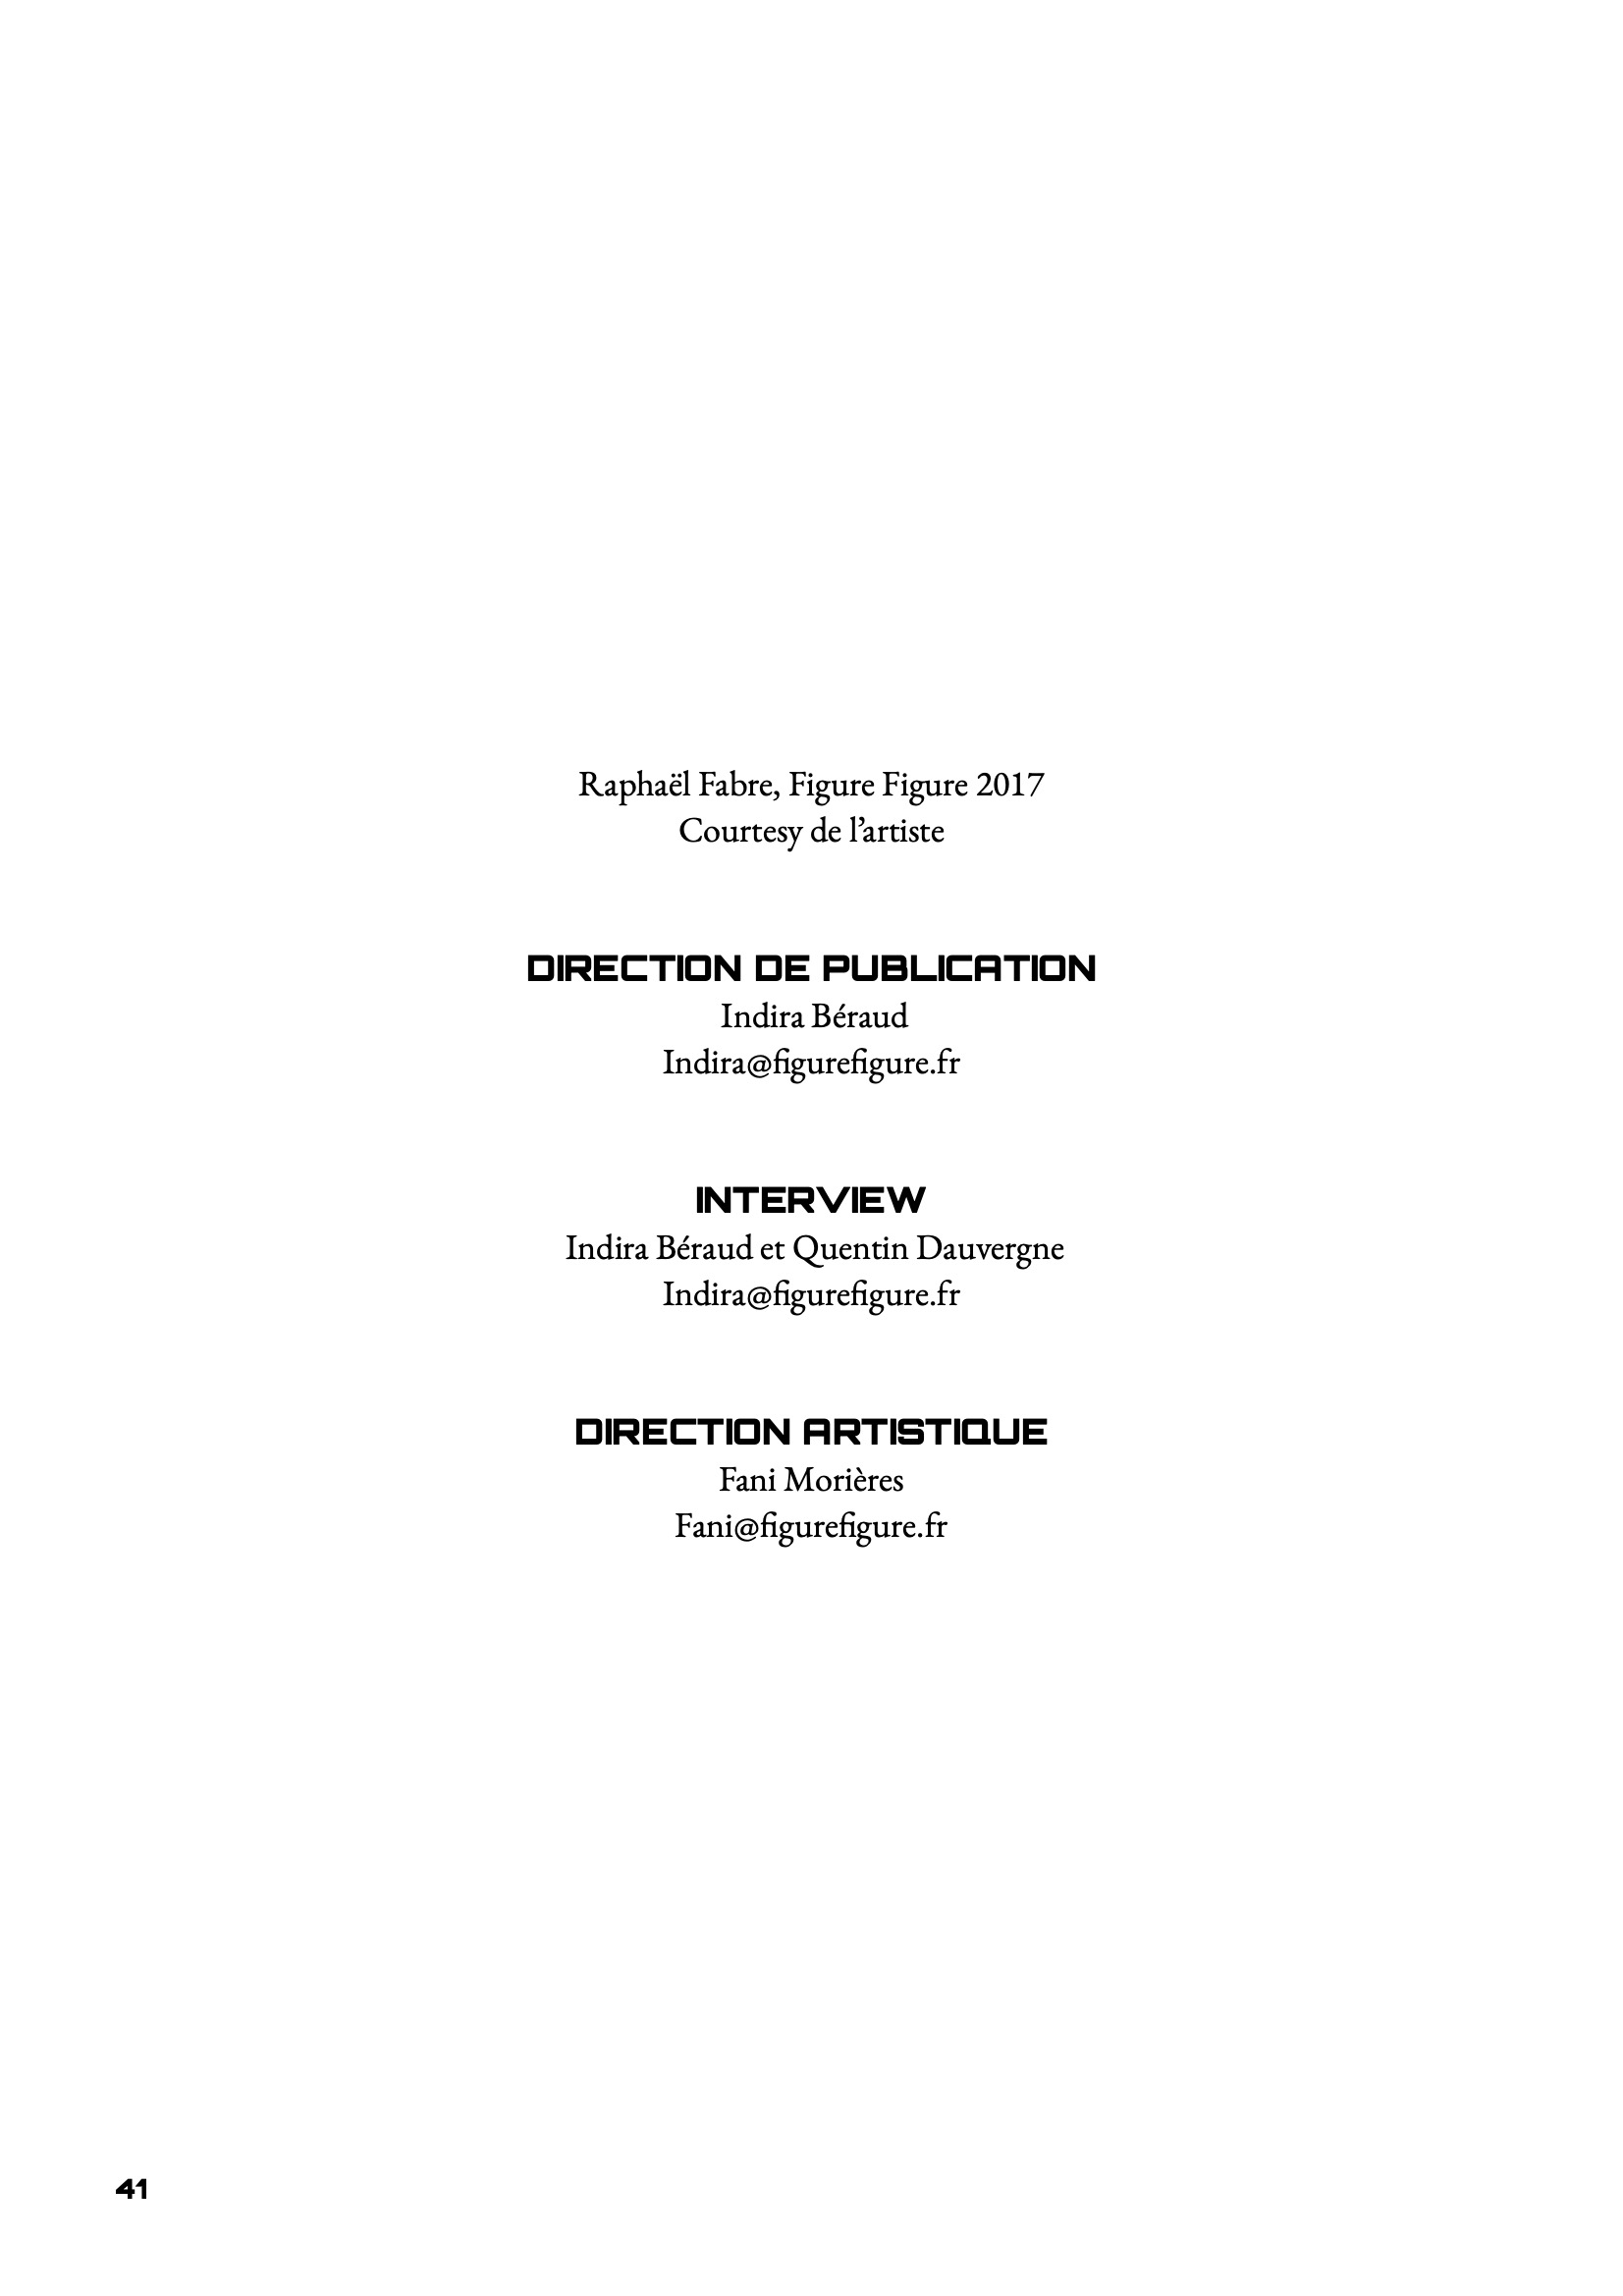 Raphaël Fabre, Figure Figure 2017
Courtesy de l’artiste
DIRECTION DE PUBLICATION
Indira Béraud
Indira@figurefigure.fr
INTERVIEW
Indira Béraud et Quentin Dauvergne
Indira@figurefigure.fr
DIRECTION ARTISTIQUE
Fani Morières
Fani@figurefigure.fr
41